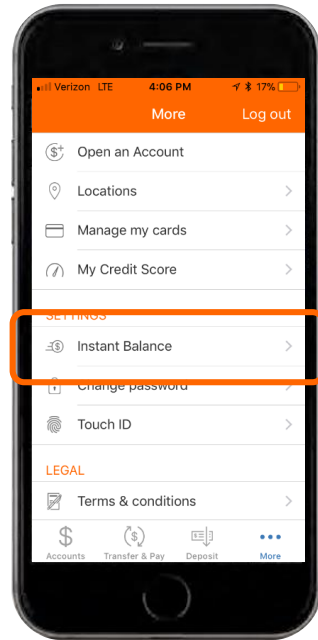 Verizon LTE 4:06 PM 17%
More Log out
Open an Account
Locations
Manage my cards
My Credit Score
SETTINGS
Instant Balance
Change password
Touch ID
LEGAL
Terms & conditions
Accounts Transfer & Pay Deposit More